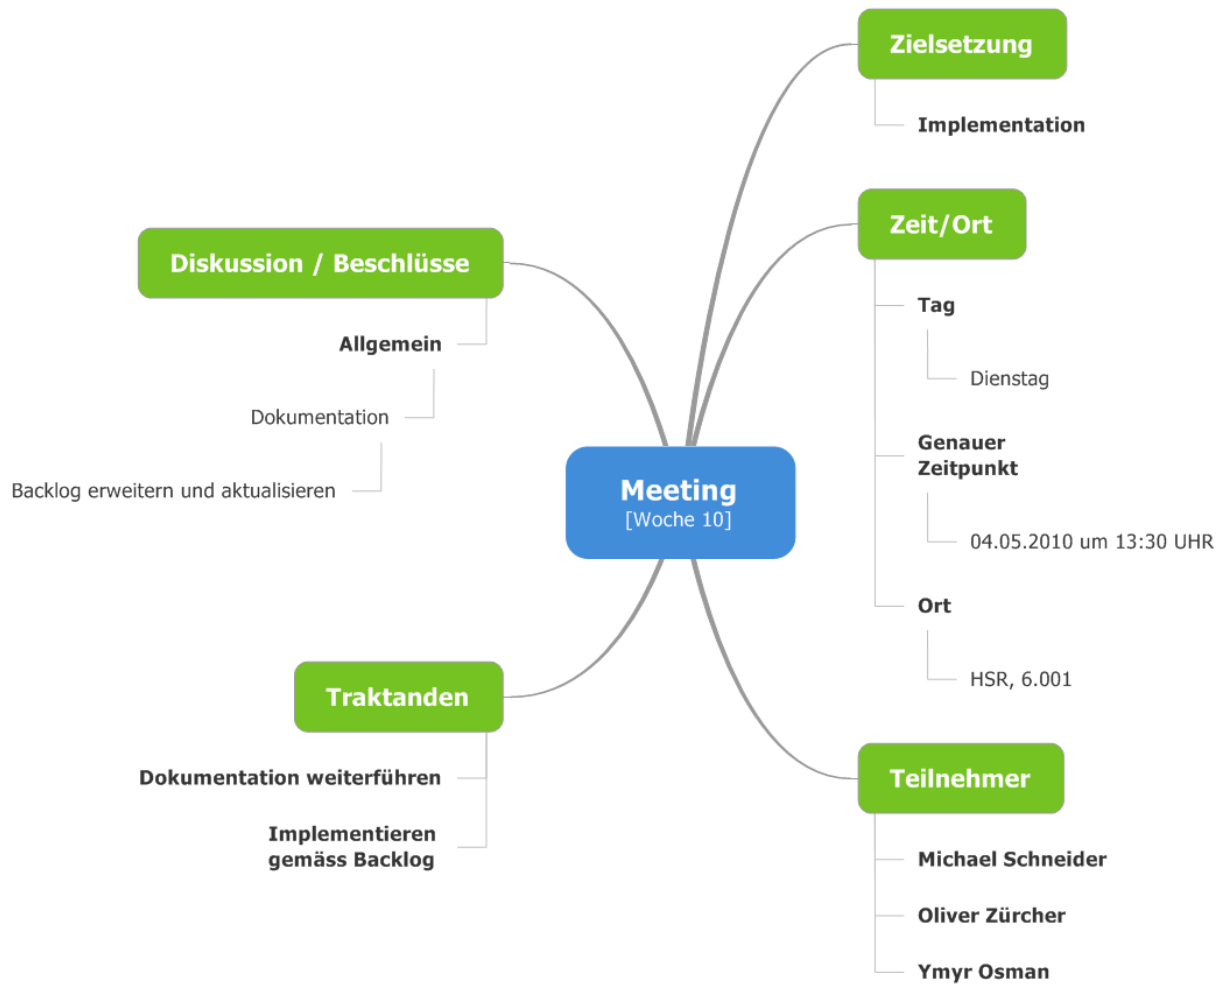 Meeting
[Woche 10]
Zielsetzung
Implementation
Zeit/Ort
Tag
Dienstag
Genauer
Zeitpunkt
04.05.2010 um 13:30 UHR
Ort
HSR, 6.001
Teilnehmer
Michael Schneider
Oliver Zürcher
Ymyr Osman
Diskussion / Beschlüsse
Allgemein
Dokumentation
Backlog erweitern und aktualisieren
Traktanden
Dokumentation weiterführen
Implementieren
gemäss Backlog